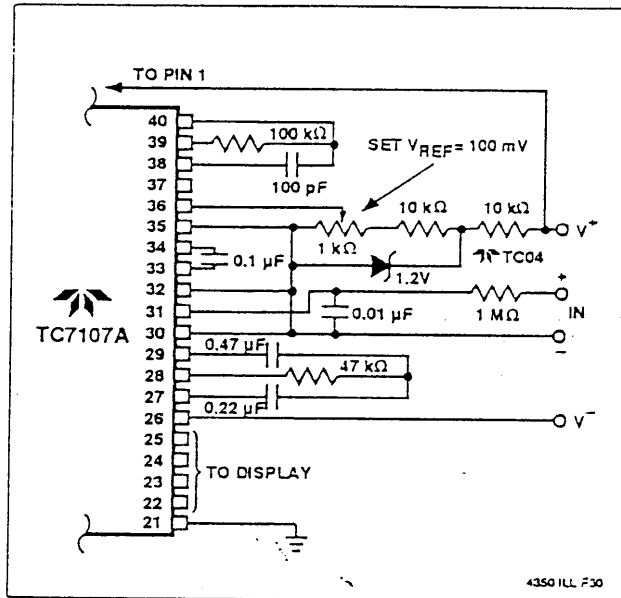 TO PIN 1
40
39
100 kΩ
38
100 pF
37
SET VREF = 100 mV
36
35
10 kΩ
10 kΩ
V+
1 kΩ
34
0.1 µF
33
1.2V
TC04
32
+
31
0.01 µF
1 MΩ
IN
30
–
TC7107A
29
0.47 µF
28
47 kΩ
27
0.22 µF
26
V–
25
24
TO DISPLAY
23
22
21
4350 ILL F30